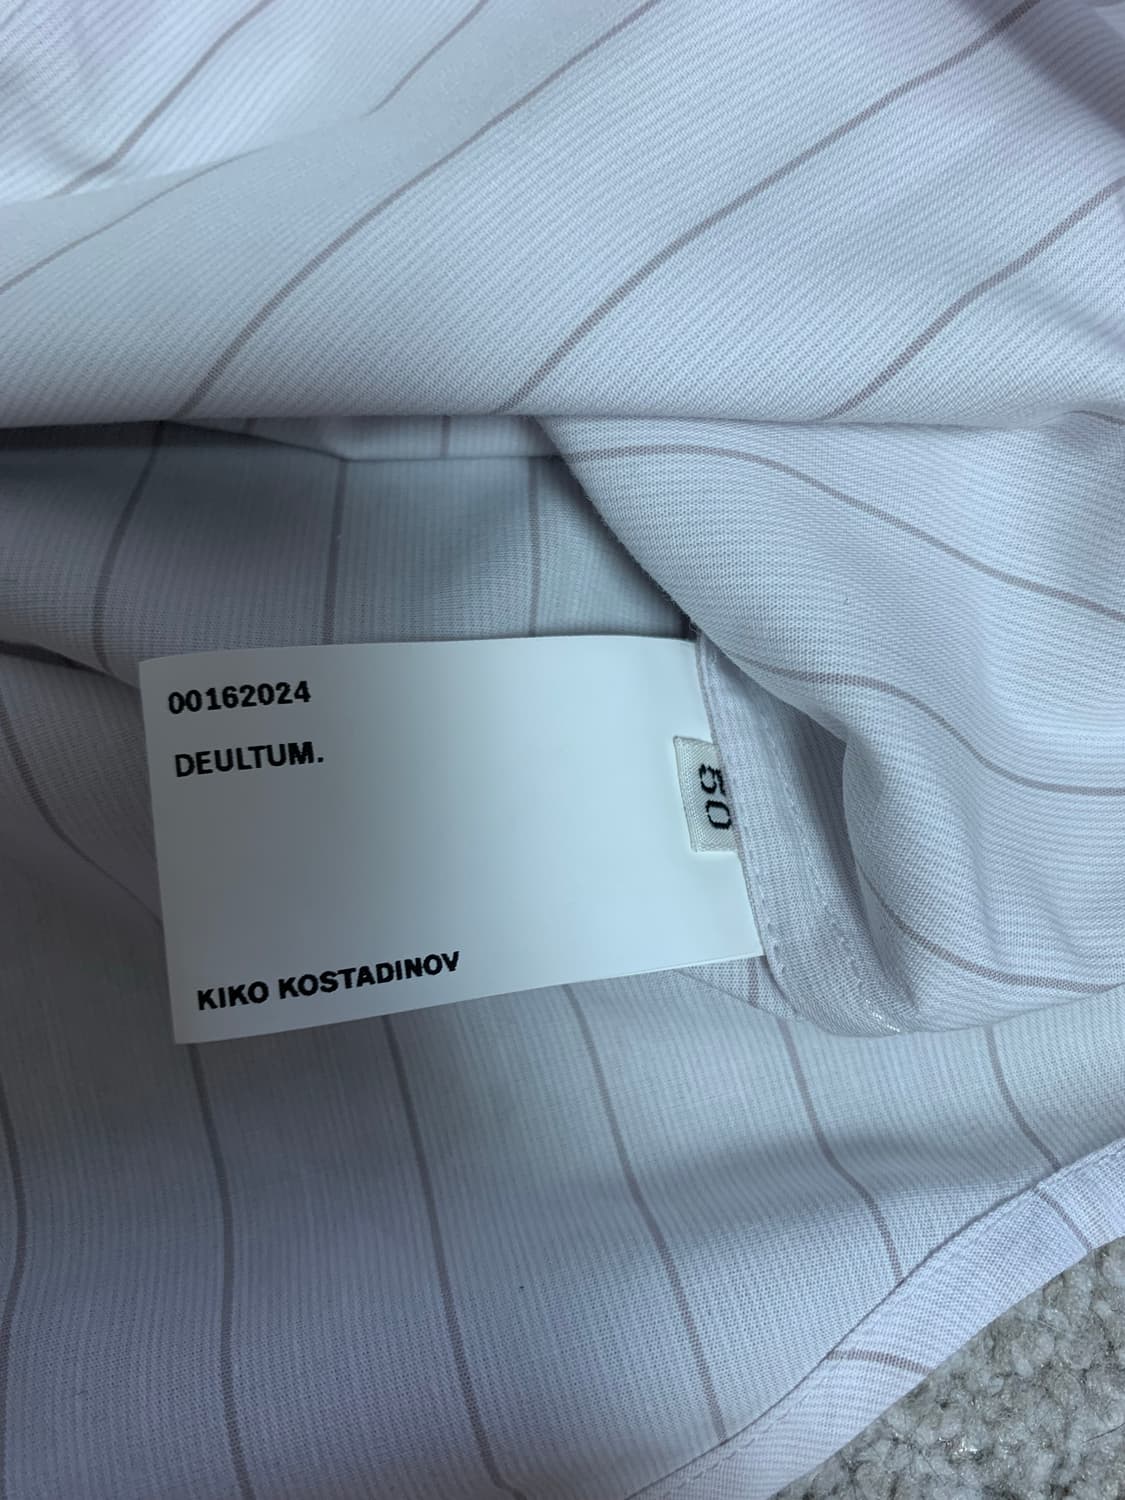 00162024
DEULTUM.
50
KIKO KOSTADINOV